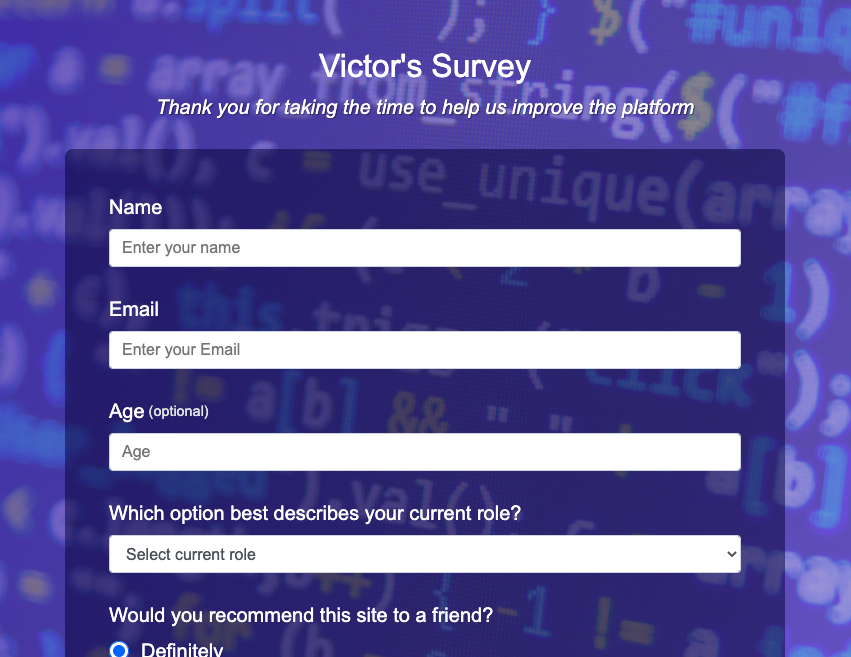 Victor's Survey
Thank you for taking the time to help us improve the platform
Name
Enter your name
Email
Enter your Email
Age (optional)
Age
Which option best describes your current role?
Select current role
Would you recommend this site to a friend?
Definitely